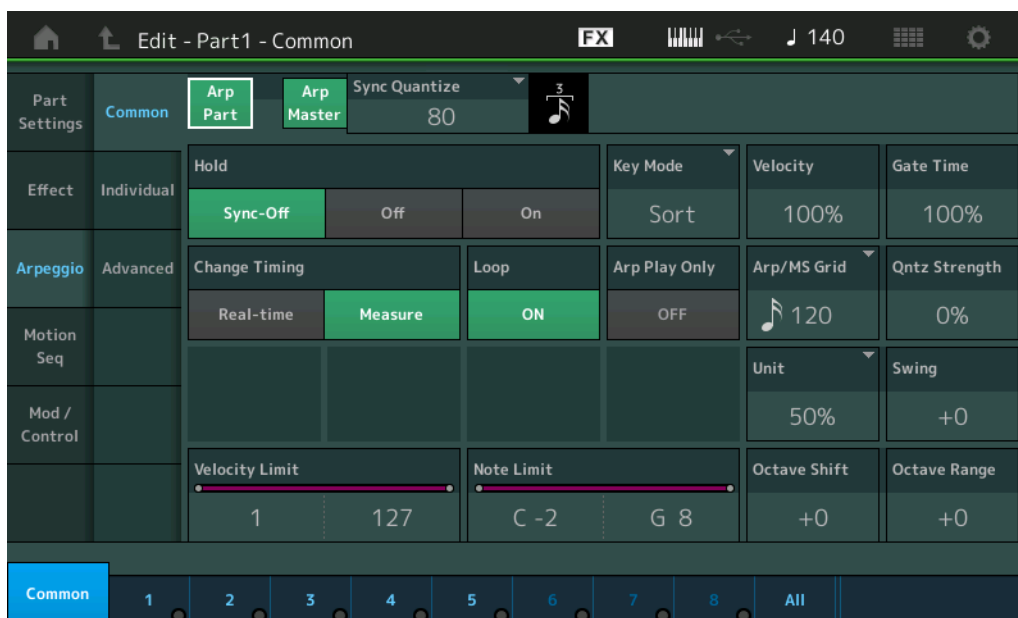 Edit - Part1 - Common FX 140
Part Settings
Common
Arp Part
Arp Master
Sync Quantize
80
3
Effect
Individual
Hold
Sync-Off Off On
Key Mode
Sort
Velocity
100%
Gate Time
100%
Arpeggio
Advanced
Change Timing
Real-time Measure
Loop
ON
Arp Play Only
OFF
Arp/MS Grid
120
Qntz Strength
0%
Motion Seq
Unit
50%
Swing
+0
Mod / Control
Velocity Limit
1 127
Note Limit
C -2 G 8
Octave Shift
+0
Octave Range
+0
Common 1 2 3 4 5 6 7 8 All